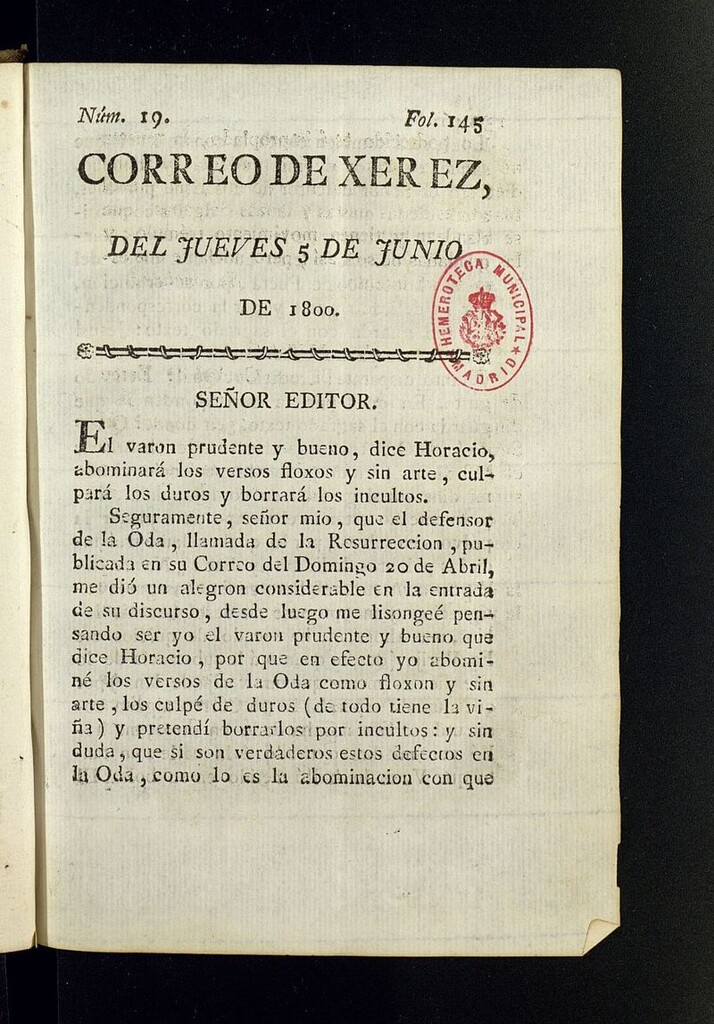 Núm. 19. Fol. 145
CORREO DE XEREZ,
DEL JUEVES 5 DE JUNIO
DE 1800.
HEMEROTECA MUNICIPAL ★ MADRID
SEÑOR EDITOR.
El varon prudente y bueno, dice Horacio,
abominará los versos floxos y sin arte, cul-
pará los duros y borrará los incultos.
Seguramente, señor mio, que el defensor
de la Oda, llamada de la Resurreccion, pu-
blicada en su Correo del Domingo 20 de Abril,
me dió un alegron considerable en la entrada
de su discurso, desde luego me lisongeé pen-
sando ser yo el varon prudente y bueno que
dice Horacio, por que en efecto yo abomi-
né los versos de la Oda como floxon y sin
arte, los culpé de duros (de todo tiene la vi-
ña) y pretendí borrarlos por incultos: y sin
duda, que si son verdaderos estos defectos en
la Oda, como lo es la abominacion con que